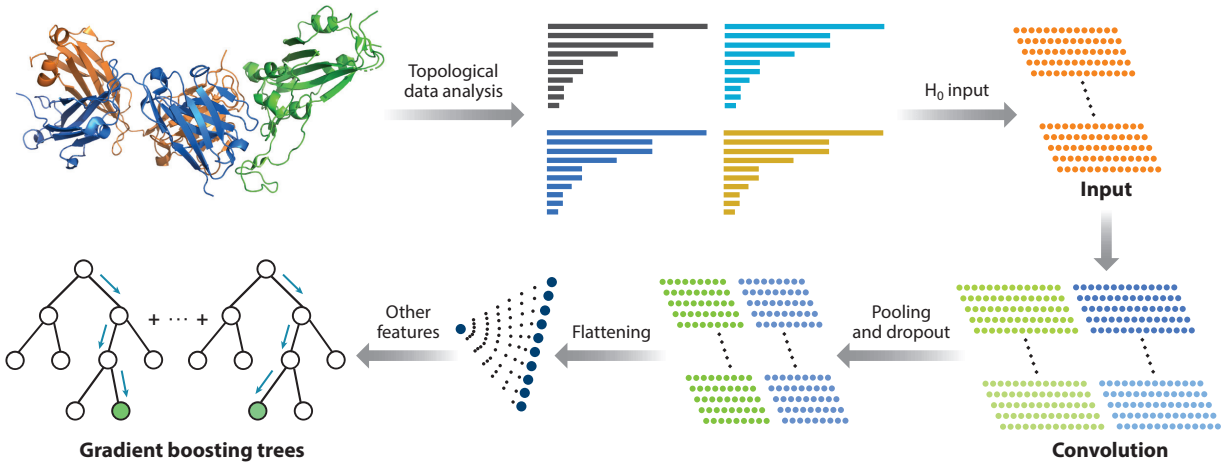 Topological
data analysis
H₀ input
Input
Pooling
and dropout
Convolution
Flattening
Other
features
+ ··· +
Gradient boosting trees